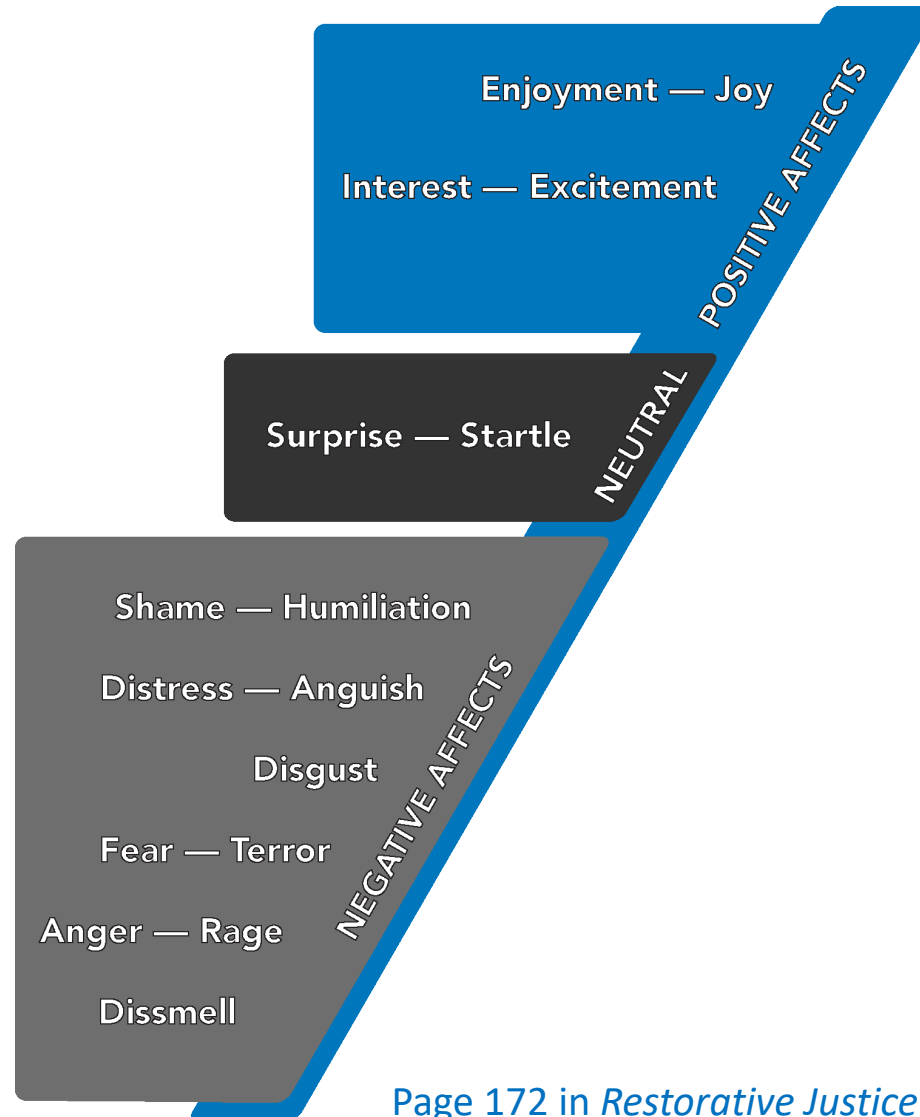 Enjoyment — Joy
Interest — Excitement
POSITIVE AFFECTS
Surprise — Startle
NEUTRAL
Shame — Humiliation
Distress — Anguish
Disgust
Fear — Terror
Anger — Rage
Dissmell
NEGATIVE AFFECTS
Page 172 in Restorative Justice